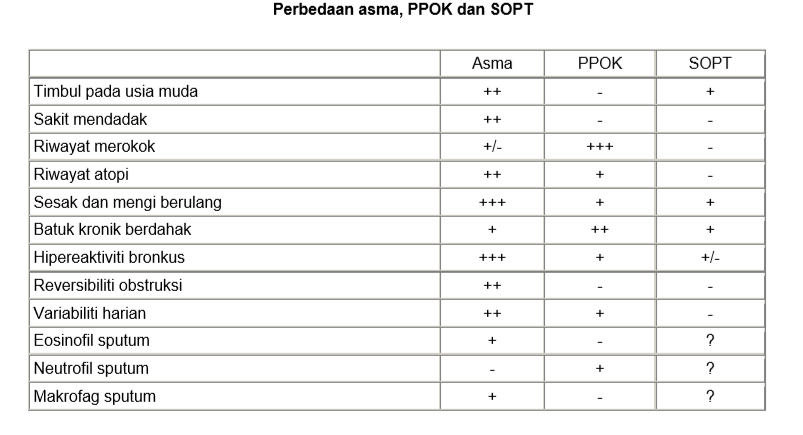 Perbedaan asma, PPOK dan SOPT
Asma PPOK SOPT
Timbul pada usia muda ++ - +
Sakit mendadak ++ - -
Riwayat merokok +/- +++ -
Riwayat atopi ++ + -
Sesak dan mengi berulang +++ + +
Batuk kronik berdahak + ++ +
Hipereaktiviti bronkus +++ + +/-
Reversibiliti obstruksi ++ - -
Variabiliti harian ++ + -
Eosinofil sputum + - ?
Neutrofil sputum - + ?
Makrofag sputum + - ?